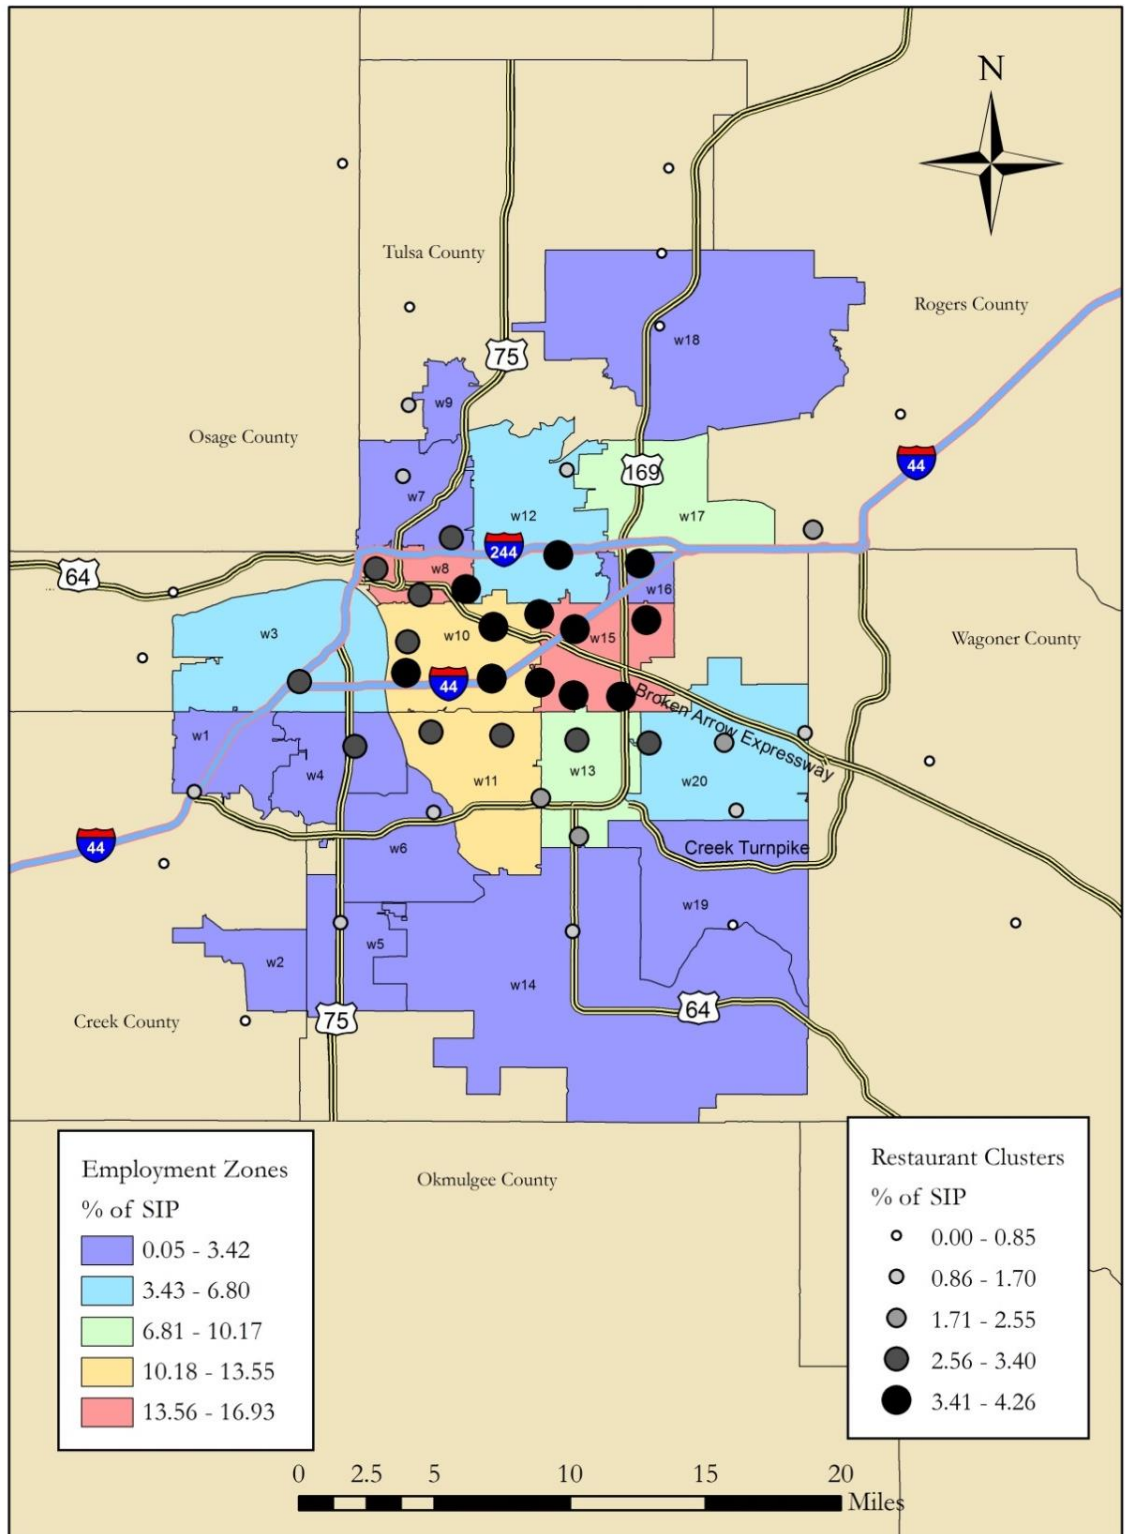 N
Tulsa County
Rogers County
w18
75
w9
Osage County
44
169
w7
w12
w17
244
64
w8
w16
w3
w10
w15
Wagoner County
44
Broken Arrow Expressway
w1
w4
w11
w13
w20
44
w6
Creek Turnpike
w19
w5
w2
w14
75
64
Creek County
Okmulgee County
Employment Zones
% of SIP
0.05 - 3.42
3.43 - 6.80
6.81 - 10.17
10.18 - 13.55
13.56 - 16.93
Restaurant Clusters
% of SIP
0.00 - 0.85
0.86 - 1.70
1.71 - 2.55
2.56 - 3.40
3.41 - 4.26
0 2.5 5 10 15 20
Miles